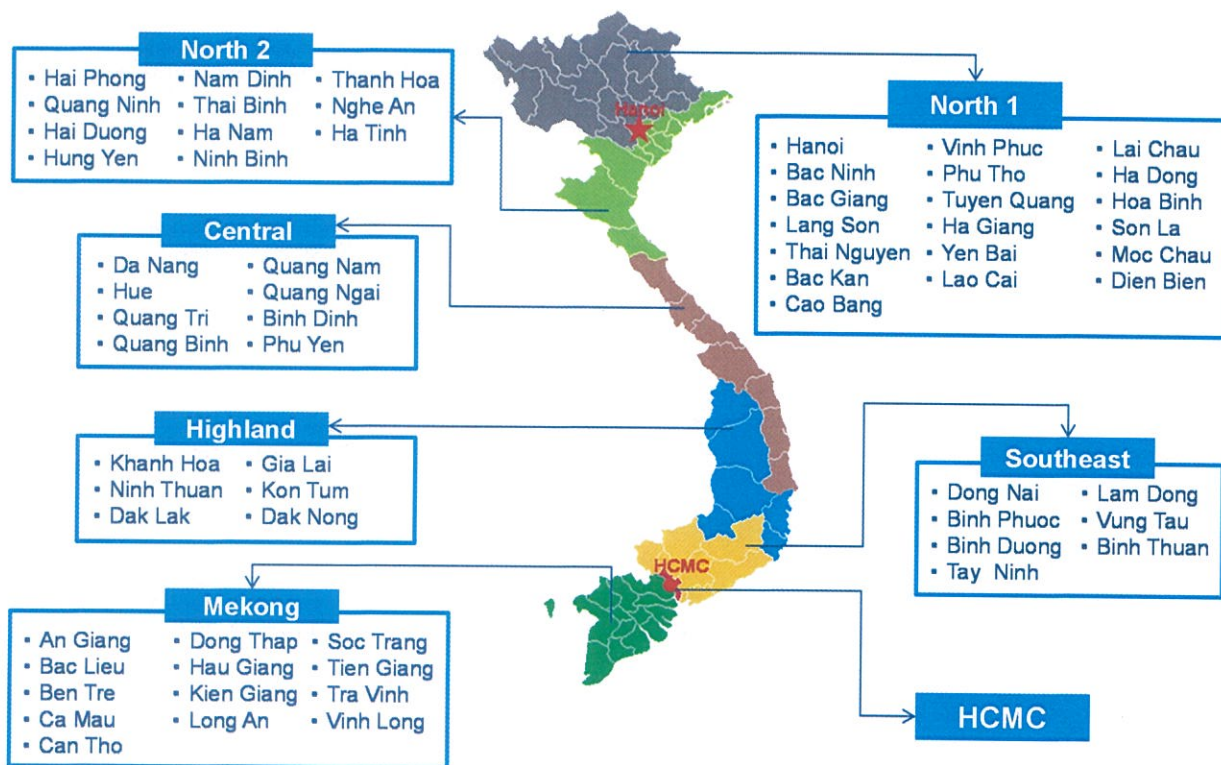 North 2
▪ Hai Phong
▪ Quang Ninh
▪ Hai Duong
▪ Hung Yen
▪ Nam Dinh
▪ Thai Binh
▪ Ha Nam
▪ Ninh Binh
▪ Thanh Hoa
▪ Nghe An
▪ Ha Tinh
Hanoi
North 1
▪ Hanoi
▪ Bac Ninh
▪ Bac Giang
▪ Lang Son
▪ Thai Nguyen
▪ Bac Kan
▪ Cao Bang
▪ Vinh Phuc
▪ Phu Tho
▪ Tuyen Quang
▪ Ha Giang
▪ Yen Bai
▪ Lao Cai
▪ Lai Chau
▪ Ha Dong
▪ Hoa Binh
▪ Son La
▪ Moc Chau
▪ Dien Bien
Central
▪ Da Nang
▪ Hue
▪ Quang Tri
▪ Quang Binh
▪ Quang Nam
▪ Quang Ngai
▪ Binh Dinh
▪ Phu Yen
Highland
▪ Khanh Hoa
▪ Ninh Thuan
▪ Dak Lak
▪ Gia Lai
▪ Kon Tum
▪ Dak Nong
Southeast
▪ Dong Nai
▪ Binh Phuoc
▪ Binh Duong
▪ Tay Ninh
▪ Lam Dong
▪ Vung Tau
▪ Binh Thuan
HCMC
Mekong
▪ An Giang
▪ Bac Lieu
▪ Ben Tre
▪ Ca Mau
▪ Can Tho
▪ Dong Thap
▪ Hau Giang
▪ Kien Giang
▪ Long An
▪ Soc Trang
▪ Tien Giang
▪ Tra Vinh
▪ Vinh Long
HCMC